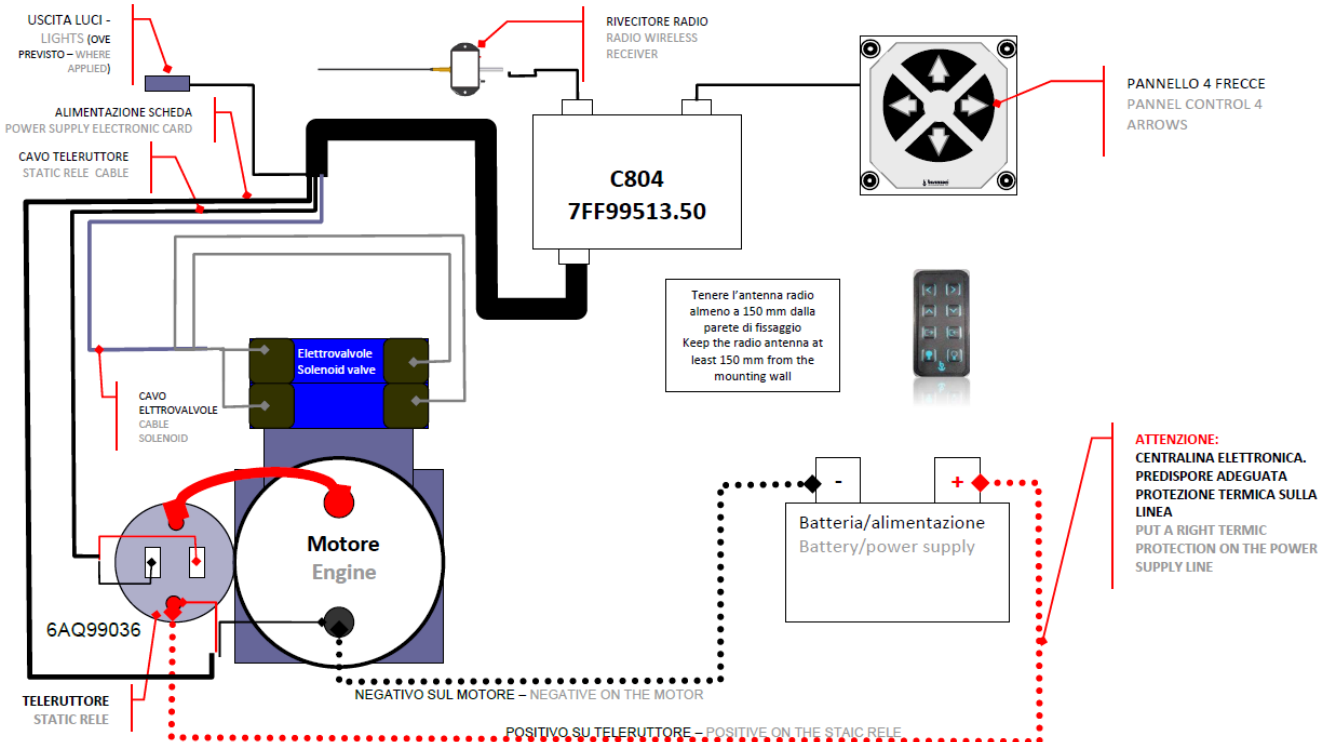 USCITA LUCI -
LIGHTS (OVE
PREVISTO – WHERE
APPLIED)
RIVECITORE RADIO
RADIO WIRELESS
RECEIVER
PANNELLO 4 FRECCE
PANNEL CONTROL 4
ARROWS
ALIMENTAZIONE SCHEDA
POWER SUPPLY ELECTRONIC CARD
CAVO TELERUTTORE
STATIC RELE CABLE
C804
7FF99513.50
Tenere l'antenna radio
almeno a 150 mm dalla
parete di fissaggio
Keep the radio antenna at
least 150 mm from the
mounting wall
Elettrovalvole
Solenoid valve
CAVO
ELTTROVALVOLE
CABLE
SOLENOID
ATTENZIONE:
CENTRALINA ELETTRONICA.
PREDISPORE ADEGUATA
PROTEZIONE TERMICA SULLA
LINEA
PUT A RIGHT TERMIC
PROTECTION ON THE POWER
SUPPLY LINE
- +
Batteria/alimentazione
Battery/power supply
Motore
Engine
6AQ99036
TELERUTTORE
STATIC RELE
NEGATIVO SUL MOTORE – NEGATIVE ON THE MOTOR
POSITIVO SU TELERUTTORE – POSITIVE ON THE STAIC RELE